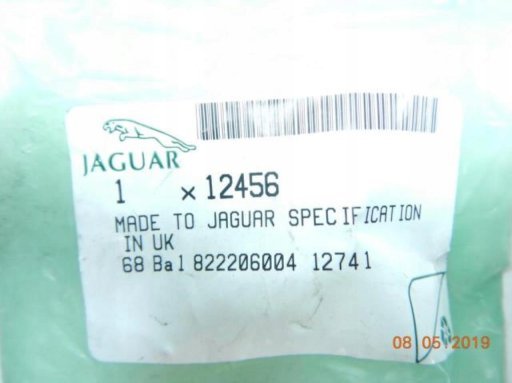 JAGUAR
1 x 12456
MADE TO JAGUAR SPECIFICATION
IN UK
68 Ba1 822206004 12741
08 05 2019